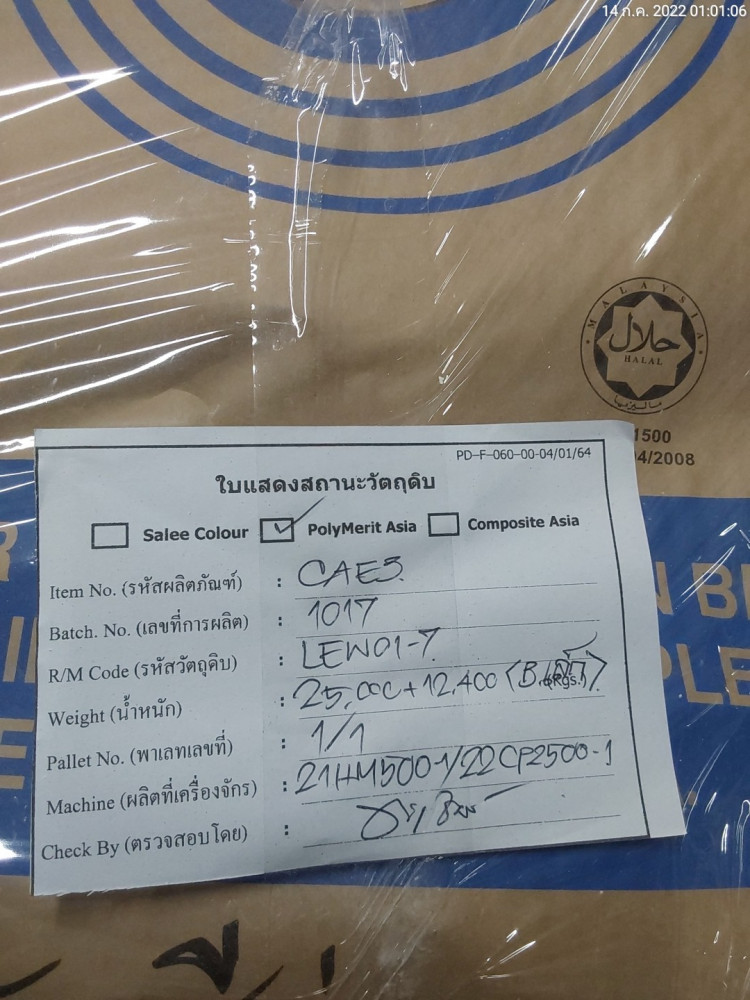 14 ก.ค. 2022 01:01:06
MALAYSIA
حلال
HALAL
ماليزيا
1500
4/2008
PD-F-060-00-04/01/64
ใบแสดงสถานะวัตถุดิบ
Salee Colour PolyMerit Asia Composite Asia
Item No. (รหัสผลิตภัณฑ์) : CAE3
Batch. No. (เลขที่การผลิต) : 1017
R/M Code (รหัสวัตถุดิบ) : LEW01-7
Weight (น้ำหนัก) : 25,000+12,400 (Kgs.)
Pallet No. (พาเลทเลขที่) : 1/1
Machine (ผลิตที่เครื่องจักร) : 21HM500-1/22CP2500-1
Check By (ตรวจสอบโดย) :
N B
PLE